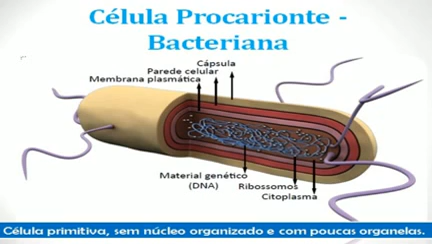 Célula Procarionte -
Bacteriana
Cápsula
Parede celular
Membrana plasmática
Material genético
(DNA)
Ribossomos
Citoplasma
Célula primitiva, sem núcleo organizado e com poucas organelas.